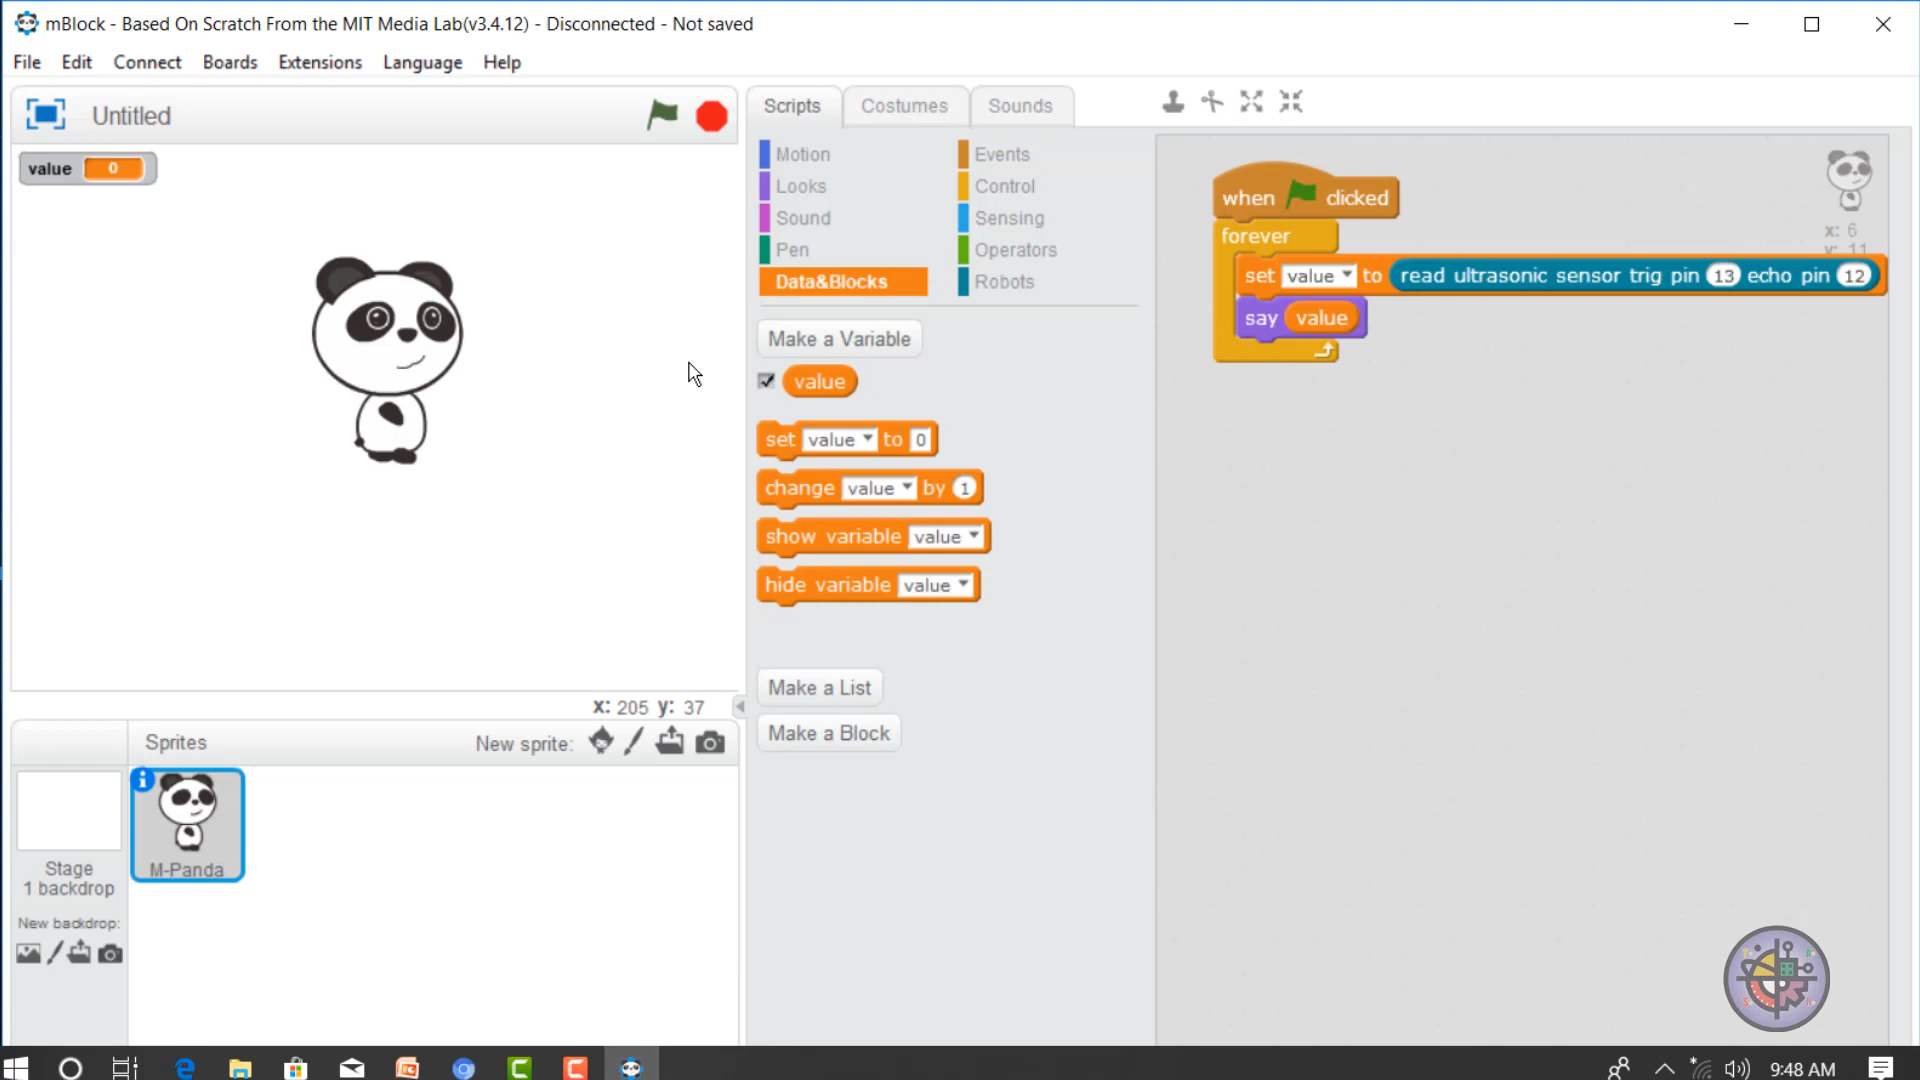 mBlock - Based On Scratch From the MIT Media Lab(v3.4.12) - Disconnected - Not saved
File Edit Connect Boards Extensions Language Help
Untitled
value 0
x: 205 y: 37
Sprites
New sprite:
M-Panda
Stage
1 backdrop
New backdrop:
Scripts Costumes Sounds
Motion Events
Looks Control
Sound Sensing
Pen Operators
Data&Blocks Robots
Make a Variable
value
set value to 0
change value by 1
show variable value
hide variable value
Make a List
Make a Block
when clicked
forever
set value to read ultrasonic sensor trig pin 13 echo pin 12
say value
x: 6
y: 11
9:48 AM